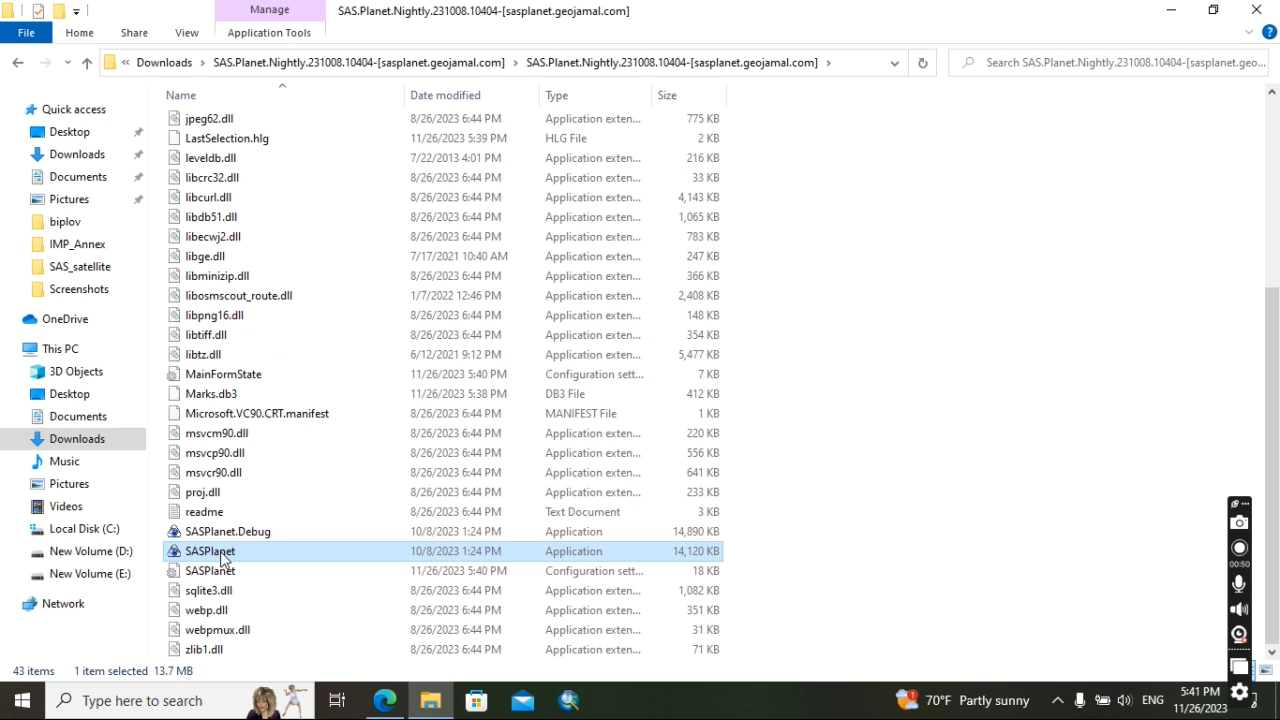 Manage
SAS.Planet.Nightly.231008.10404-[sasplanet.geojamal.com]
File Home Share View Application Tools
« Downloads › SAS.Planet.Nightly.231008.10404-[sasplanet.geojamal.com] › SAS.Planet.Nightly.231008.10404-[sasplanet.geojamal.com] ›
Search SAS.Planet.Nightly.231008.10404-[sasplanet.geo...
Quick access
Desktop
Downloads
Documents
Pictures
biplov
IMP_Annex
SAS_satellite
Screenshots
OneDrive
This PC
3D Objects
Desktop
Documents
Downloads
Music
Pictures
Videos
Local Disk (C:)
New Volume (D:)
New Volume (E:)
Network
Name Date modified Type Size
jpeg62.dll 8/26/2023 6:44 PM Application exten... 775 KB
LastSelection.hlg 11/26/2023 5:39 PM HLG File 2 KB
leveldb.dll 7/22/2013 4:01 PM Application exten... 216 KB
libcrc32.dll 8/26/2023 6:44 PM Application exten... 33 KB
libcurl.dll 8/26/2023 6:44 PM Application exten... 4,143 KB
libdb51.dll 8/26/2023 6:44 PM Application exten... 1,065 KB
libecwj2.dll 8/26/2023 6:44 PM Application exten... 783 KB
libge.dll 7/17/2021 10:40 AM Application exten... 247 KB
libminizip.dll 8/26/2023 6:44 PM Application exten... 366 KB
libosmscout_route.dll 1/7/2022 12:46 PM Application exten... 2,408 KB
libpng16.dll 8/26/2023 6:44 PM Application exten... 148 KB
libtiff.dll 8/26/2023 6:44 PM Application exten... 354 KB
libtz.dll 6/12/2021 9:12 PM Application exten... 5,477 KB
MainFormState 11/26/2023 5:40 PM Configuration sett... 7 KB
Marks.db3 11/26/2023 5:38 PM DB3 File 412 KB
Microsoft.VC90.CRT.manifest 8/26/2023 6:44 PM MANIFEST File 1 KB
msvcm90.dll 8/26/2023 6:44 PM Application exten... 220 KB
msvcp90.dll 8/26/2023 6:44 PM Application exten... 556 KB
msvcr90.dll 8/26/2023 6:44 PM Application exten... 641 KB
proj.dll 8/26/2023 6:44 PM Application exten... 233 KB
readme 8/26/2023 6:44 PM Text Document 3 KB
SASPlanet.Debug 10/8/2023 1:24 PM Application 14,890 KB
SASPlanet 10/8/2023 1:24 PM Application 14,120 KB
SASPlanet 11/26/2023 5:40 PM Configuration sett... 18 KB
sqlite3.dll 8/26/2023 6:44 PM Application exten... 1,082 KB
webp.dll 8/26/2023 6:44 PM Application exten... 351 KB
webpmux.dll 8/26/2023 6:44 PM Application exten... 31 KB
zlib1.dll 8/26/2023 6:44 PM Application exten... 71 KB
00:50
43 items 1 item selected 13.7 MB
Type here to search
70°F Partly sunny
ENG
5:41 PM
11/26/2023